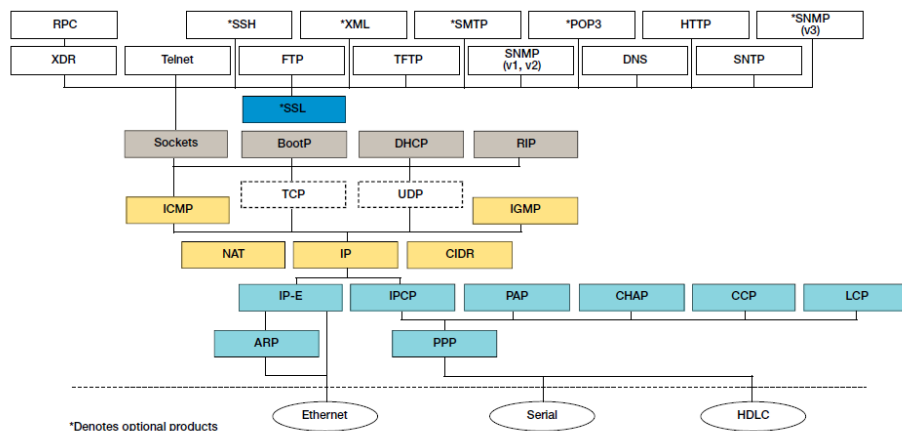 RPC
*SSH
*XML
*SMTP
*POP3
HTTP
*SNMP
(v3)
XDR
Telnet
FTP
TFTP
SNMP
(v1, v2)
DNS
SNTP
*SSL
Sockets
BootP
DHCP
RIP
TCP
UDP
ICMP
IGMP
NAT
IP
CIDR
IP-E
IPCP
PAP
CHAP
CCP
LCP
ARP
PPP
Ethernet
Serial
HDLC
*Denotes optional products